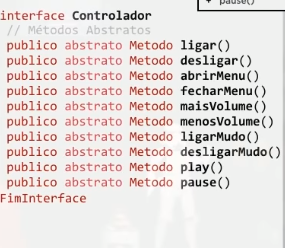 + pause()
interface Controlador
// Métodos Abstratos
publico abstrato Metodo ligar()
publico abstrato Metodo desligar()
publico abstrato Metodo abrirMenu()
publico abstrato Metodo fecharMenu()
publico abstrato Metodo maisVolume()
publico abstrato Metodo menosVolume()
publico abstrato Metodo ligarMudo()
publico abstrato Metodo desligarMudo()
publico abstrato Metodo play()
publico abstrato Metodo pause()
FimInterface